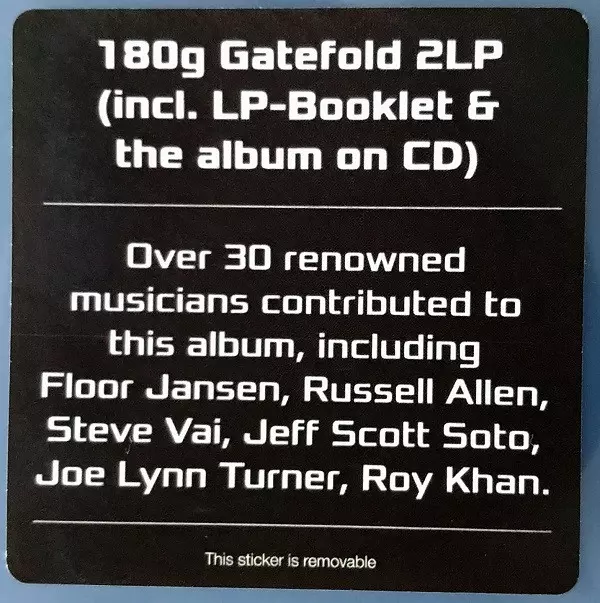 180g Gatefold 2LP
(incl. LP-Booklet &
the album on CD)
Over 30 renowned
musicians contributed to
this album, including
Floor Jansen, Russell Allen,
Steve Vai, Jeff Scott Soto,
Joe Lynn Turner, Roy Khan.
This sticker is removable